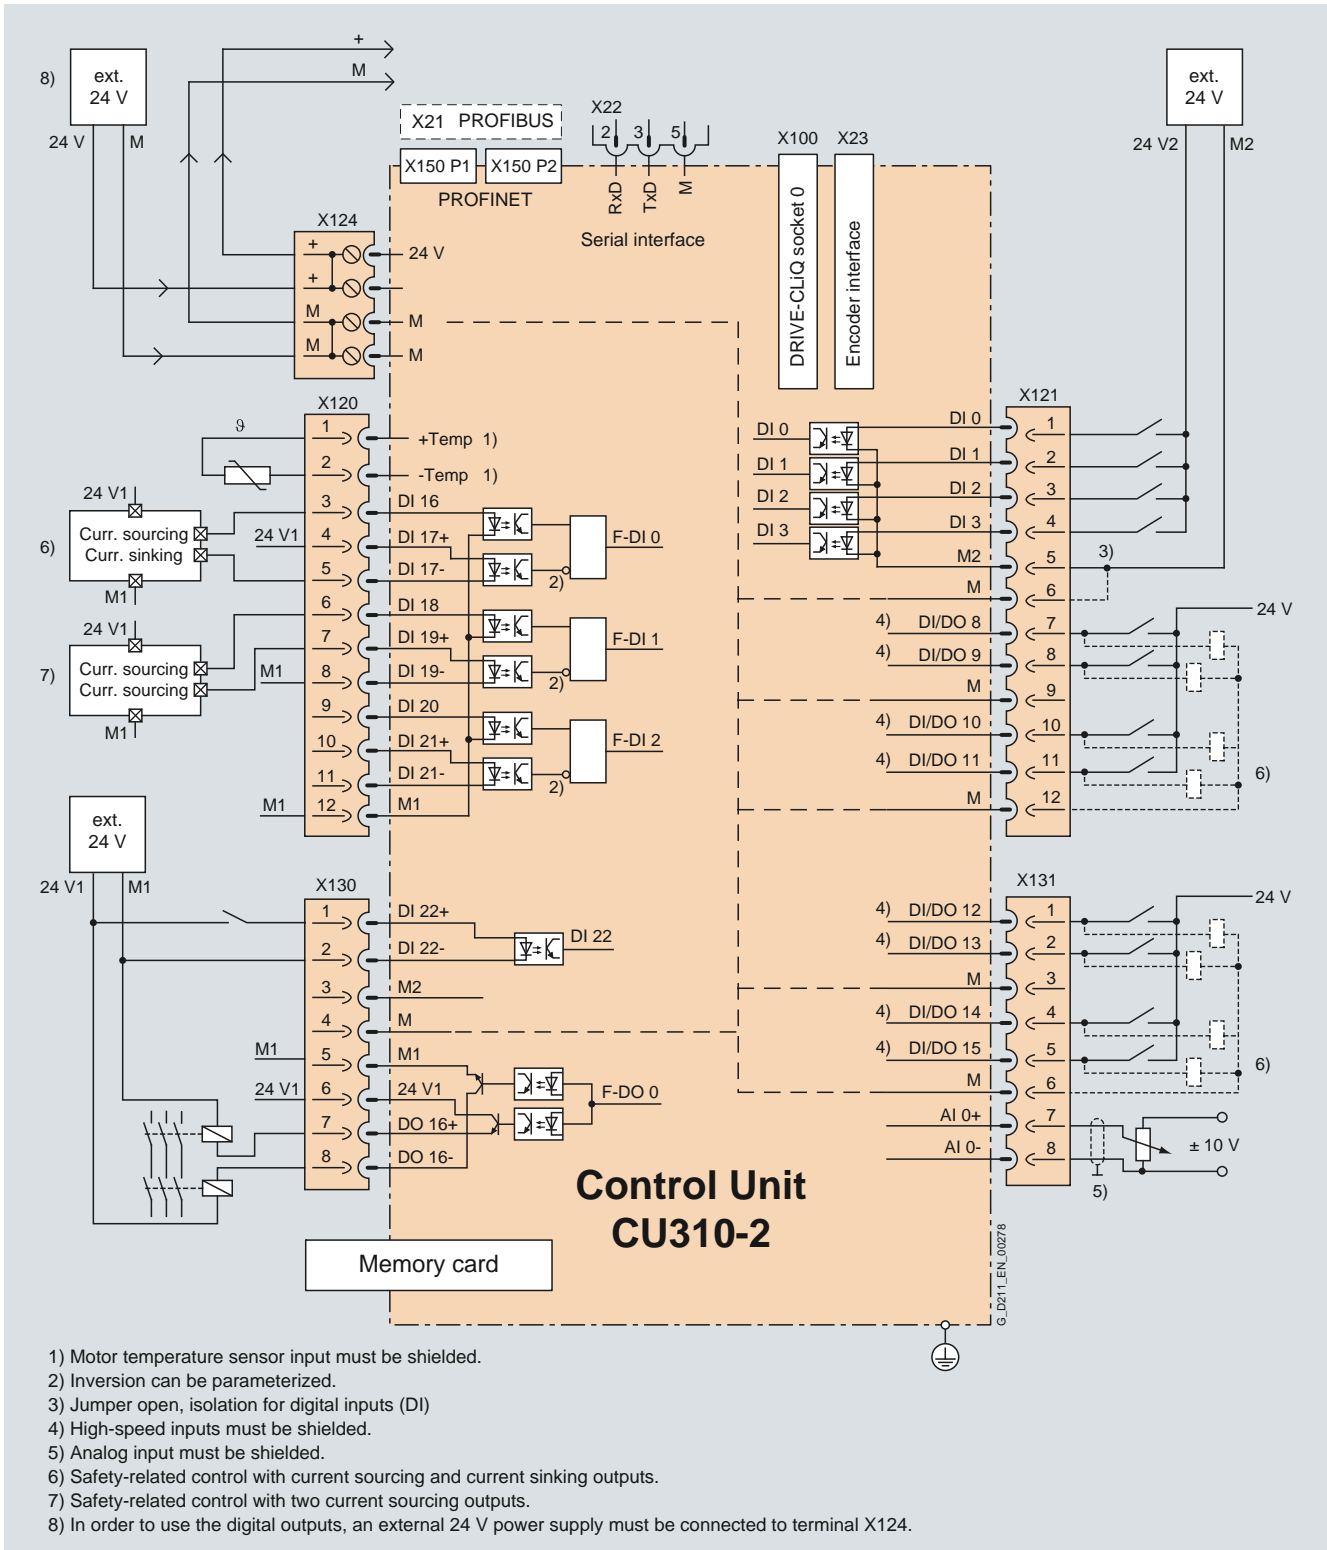 +
M
8)
ext.
24 V
24 V
M
X21 PROFIBUS
X150 P1
X150 P2
PROFINET
X22
2
3
5
RxD
TxD
M
Serial interface
X100
X23
DRIVE-CLiQ socket 0
Encoder interface
ext.
24 V
24 V2
M2
X124
+
24 V
+
M
M
M
M
X120
ϑ
1
+Temp 1)
2
-Temp 1)
24 V1
6)
Curr. sourcing
Curr. sinking
M1
3
DI 16
24 V1
4
DI 17+
5
DI 17-
2)
F-DI 0
24 V1
7)
Curr. sourcing
Curr. sourcing
M1
6
DI 18
7
DI 19+
M1
8
DI 19-
2)
F-DI 1
9
DI 20
10
DI 21+
11
DI 21-
2)
F-DI 2
M1
12
M1
ext.
24 V
24 V1
M1
X130
1
DI 22+
2
DI 22-
DI 22
3
M2
4
M
M1
5
M1
24 V1
6
24 V1
7
DO 16+
8
DO 16-
F-DO 0
X121
DI 0
DI 0
1
DI 1
DI 1
2
DI 2
DI 2
3
DI 3
DI 3
4
M2
5
3)
M
6
24 V
4) DI/DO 8
7
4) DI/DO 9
8
M
9
4) DI/DO 10
10
4) DI/DO 11
11
6)
M
12
X131
24 V
4) DI/DO 12
1
4) DI/DO 13
2
M
3
4) DI/DO 14
4
4) DI/DO 15
5
6)
M
6
AI 0+
7
AI 0-
8
± 10 V
5)
Control Unit
CU310-2
Memory card
G_D211_EN_00278
1) Motor temperature sensor input must be shielded.
2) Inversion can be parameterized.
3) Jumper open, isolation for digital inputs (DI)
4) High-speed inputs must be shielded.
5) Analog input must be shielded.
6) Safety-related control with current sourcing and current sinking outputs.
7) Safety-related control with two current sourcing outputs.
8) In order to use the digital outputs, an external 24 V power supply must be connected to terminal X124.